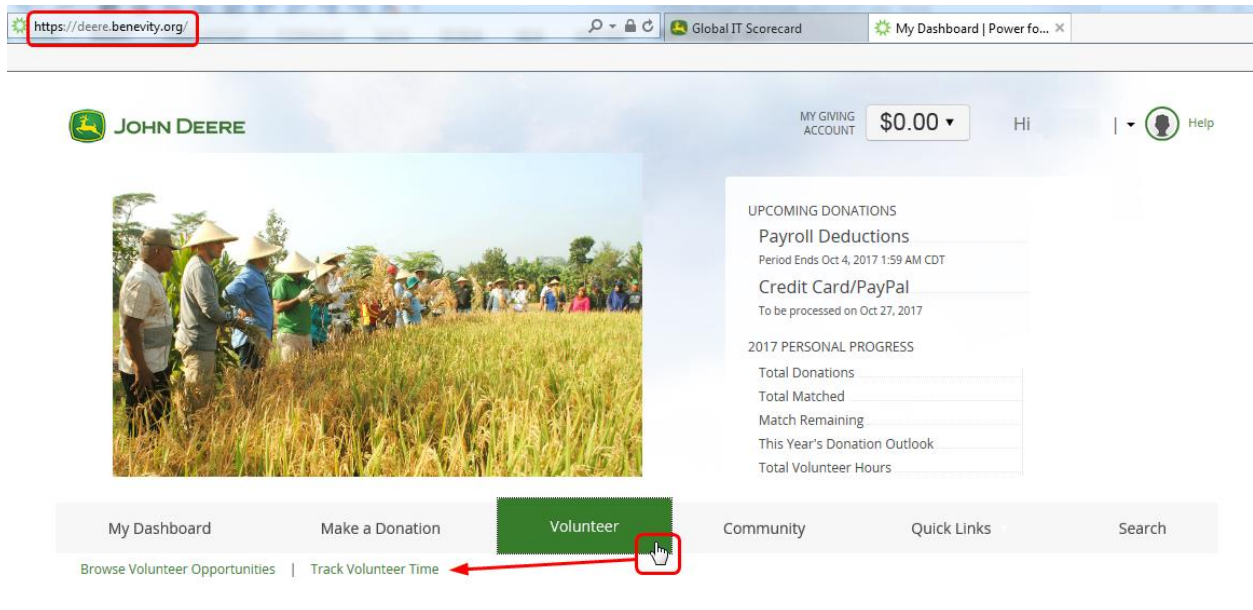 https://deere.benevity.org/
Global IT Scorecard
My Dashboard | Power fo...
JOHN DEERE
MY GIVING
ACCOUNT
$0.00
Hi
|
Help
UPCOMING DONATIONS
Payroll Deductions
Period Ends Oct 4, 2017 1:59 AM CDT
Credit Card/PayPal
To be processed on Oct 27, 2017
2017 PERSONAL PROGRESS
Total Donations
Total Matched
Match Remaining
This Year's Donation Outlook
Total Volunteer Hours
My Dashboard Make a Donation Volunteer Community Quick Links Search
Browse Volunteer Opportunities | Track Volunteer Time